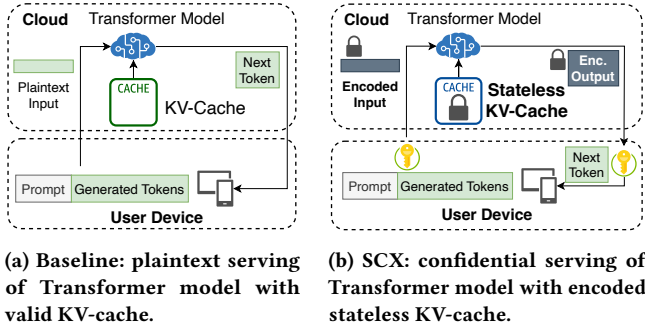 Cloud Transformer Model
Plaintext
Input
Next
Token
CACHE
KV-Cache
Prompt Generated Tokens
User Device
(a) Baseline: plaintext serving
of Transformer model with
valid KV-cache.
Cloud Transformer Model
Encoded
Input
Enc.
Output
CACHE
Stateless
KV-Cache
Next
Token
Prompt Generated Tokens
User Device
(b) SCX: confidential serving of
Transformer model with encoded
stateless KV-cache.